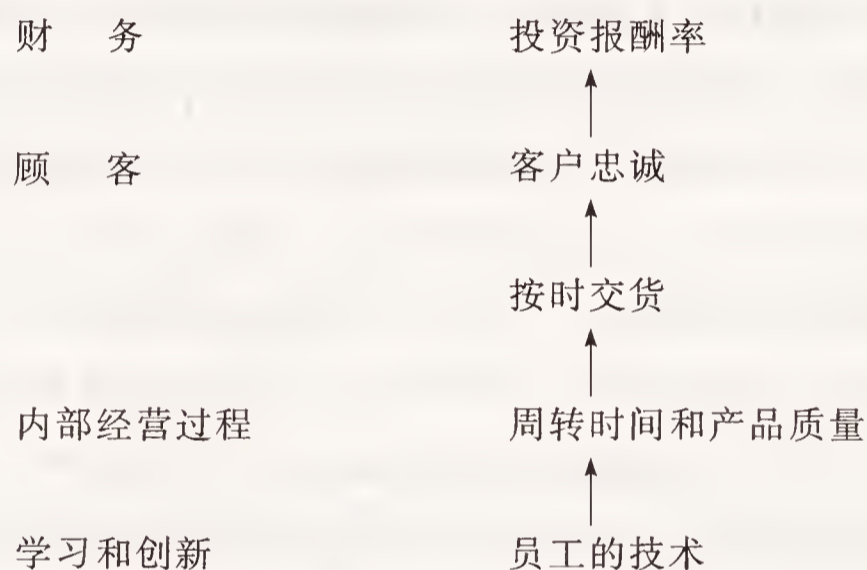 财 务 投资报酬率
顾 客 客户忠诚
按时交货
内部经营过程 周转时间和产品质量
学习和创新 员工的技术